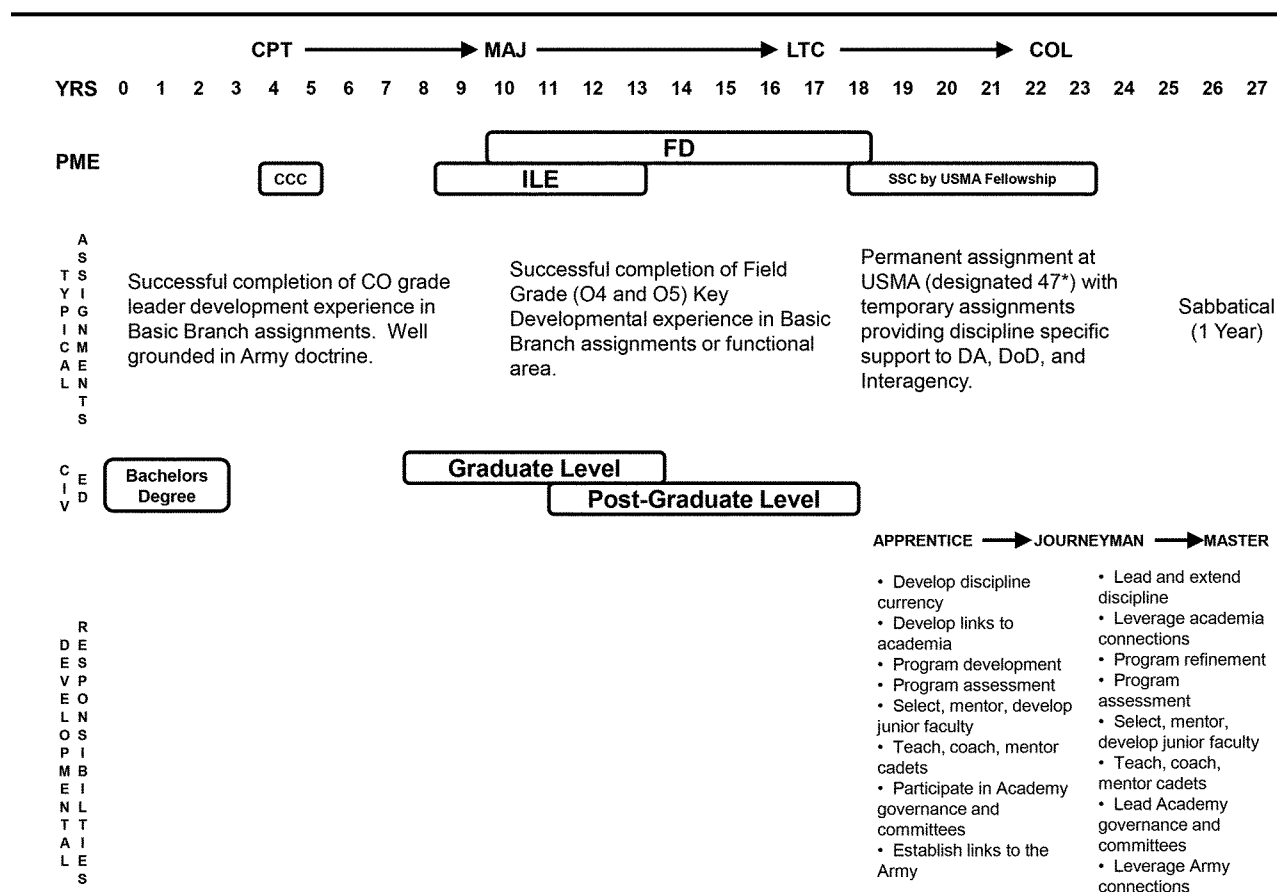 CPT MAJ LTC COL
YRS 0 1 2 3 4 5 6 7 8 9 10 11 12 13 14 15 16 17 18 19 20 21 22 23 24 25 26 27
PME
FD
CCC
ILE
SSC by USMA Fellowship
TYPICAL
ASSIGNMENTS
Successful completion of CO grade
leader development experience in
Basic Branch assignments. Well
grounded in Army doctrine.
Successful completion of Field
Grade (O4 and O5) Key
Developmental experience in Basic
Branch assignments or functional
area.
Permanent assignment at
USMA (designated 47*) with
temporary assignments
providing discipline specific
support to DA, DoD, and
Interagency.
Sabbatical
(1 Year)
CIV
ED
Bachelors
Degree
Graduate Level
Post-Graduate Level
APPRENTICE JOURNEYMAN MASTER
DEVELOPMENTAL
RESPONSIBILTIES
• Develop discipline
currency
• Develop links to
academia
• Program development
• Program assessment
• Select, mentor, develop
junior faculty
• Teach, coach, mentor
cadets
• Participate in Academy
governance and
committees
• Establish links to the
Army
• Lead and extend
discipline
• Leverage academia
connections
• Program refinement
• Program
assessment
• Select, mentor,
develop junior faculty
• Teach, coach,
mentor cadets
• Lead Academy
governance and
committees
• Leverage Army
connections